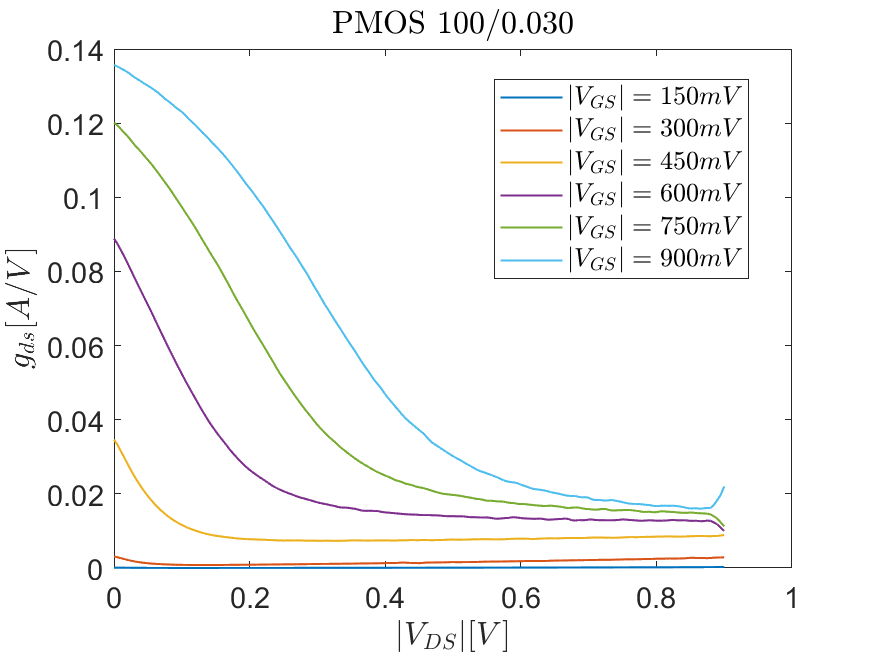 PMOS 100/0.030
0.14
0.12
0.1
0.08
0.06
0.04
0.02
0
g_{ds}[A/V]
|V_{GS}| = 150mV
|V_{GS}| = 300mV
|V_{GS}| = 450mV
|V_{GS}| = 600mV
|V_{GS}| = 750mV
|V_{GS}| = 900mV
0 0.2 0.4 0.6 0.8 1
|V_{DS}|[V]